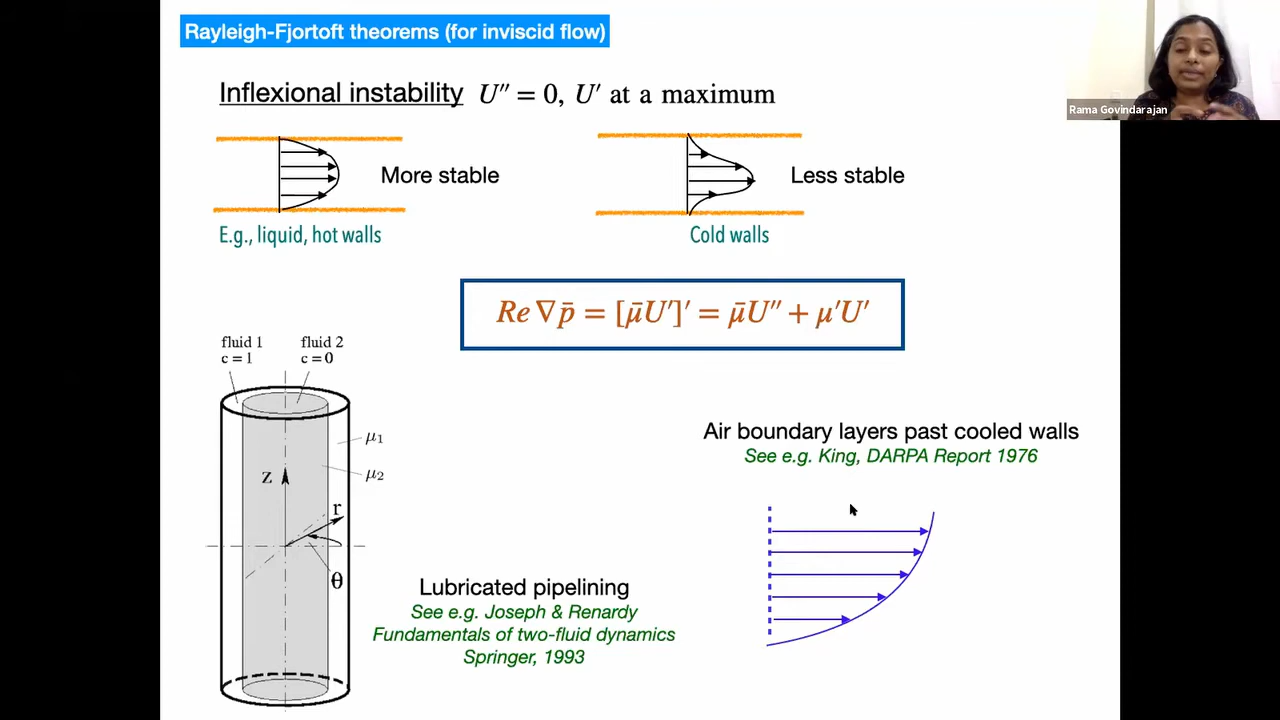 Rayleigh-Fjortoft theorems (for inviscid flow)
Rama Govindarajan
Inflexional instability U″ = 0, U′ at a maximum
More stable
Less stable
E.g., liquid, hot walls
Cold walls
Re ∇p̄ = [μ̄U′]′ = μ̄U″ + μ′U′
fluid 1
c = 1
fluid 2
c = 0
μ₁
μ₂
z
r
θ
Air boundary layers past cooled walls
See e.g. King, DARPA Report 1976
Lubricated pipelining
See e.g. Joseph & Renardy
Fundamentals of two-fluid dynamics
Springer, 1993